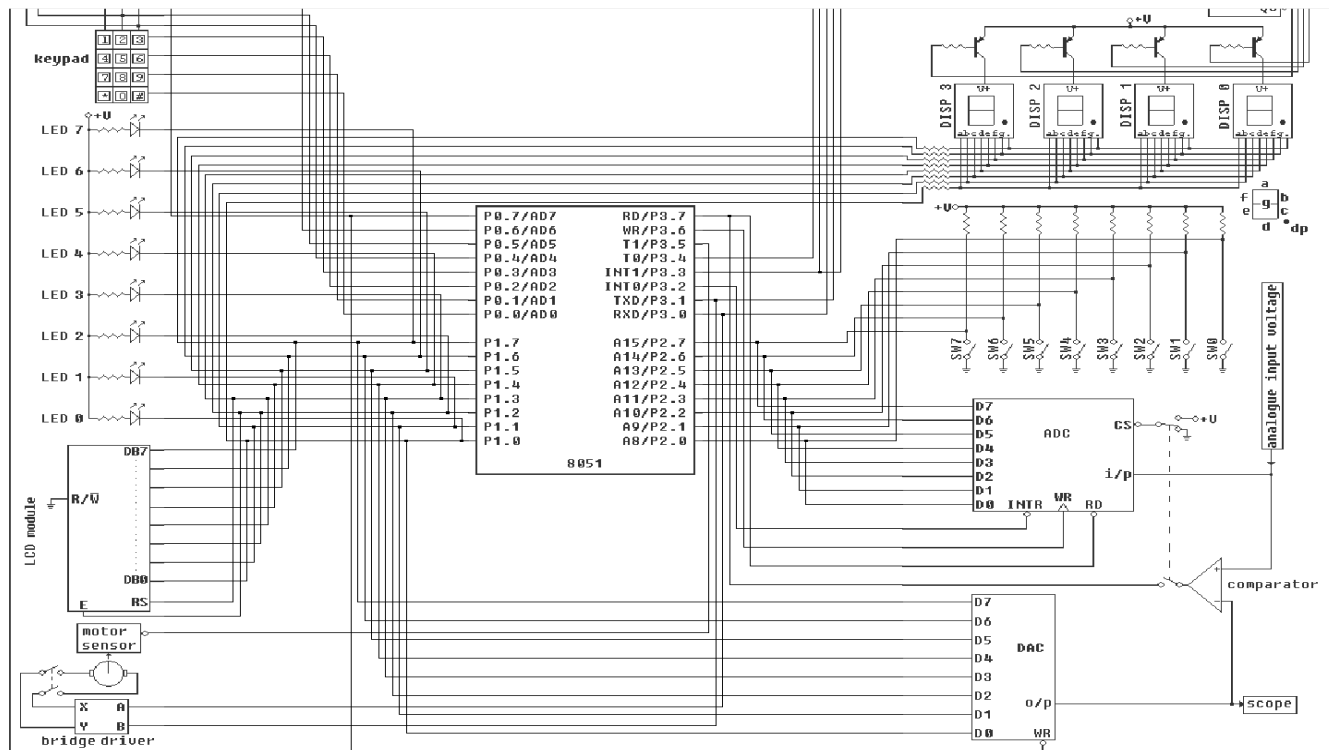 +V
1 2 3
keypad
4 5 6
7 8 9
* 0 #
+V
LED 7
LED 6
LED 5
LED 4
LED 3
LED 2
LED 1
LED 0
DISP 3
V+
abcdefg.
DISP 2
V+
abcdefg.
DISP 1
V+
abcdefg.
DISP 0
V+
abcdefg.
a
f g b
e c
d dp
P0.7/AD7 RD/P3.7
P0.6/AD6 WR/P3.6
P0.5/AD5 T1/P3.5
P0.4/AD4 T0/P3.4
P0.3/AD3 INT1/P3.3
P0.2/AD2 INT0/P3.2
P0.1/AD1 TXD/P3.1
P0.0/AD0 RXD/P3.0
P1.7 A15/P2.7
P1.6 A14/P2.6
P1.5 A13/P2.5
P1.4 A12/P2.4
P1.3 A11/P2.3
P1.2 A10/P2.2
P1.1 A9/P2.1
P1.0 A8/P2.0
8051
+V
SW7 SW6 SW5 SW4 SW3 SW2 SW1 SW0
analogue input voltage
D7
D6
D5
D4
D3
D2
D1
D0
ADC
CS
+V
i/p
INTR WR RD
comparator
+
LCD module
DB7
R/W̅
DB0
RS
E
motor
sensor
X A
Y B
bridge driver
D7
D6
D5
D4
D3
D2
D1
D0
DAC
o/p
WR
scope